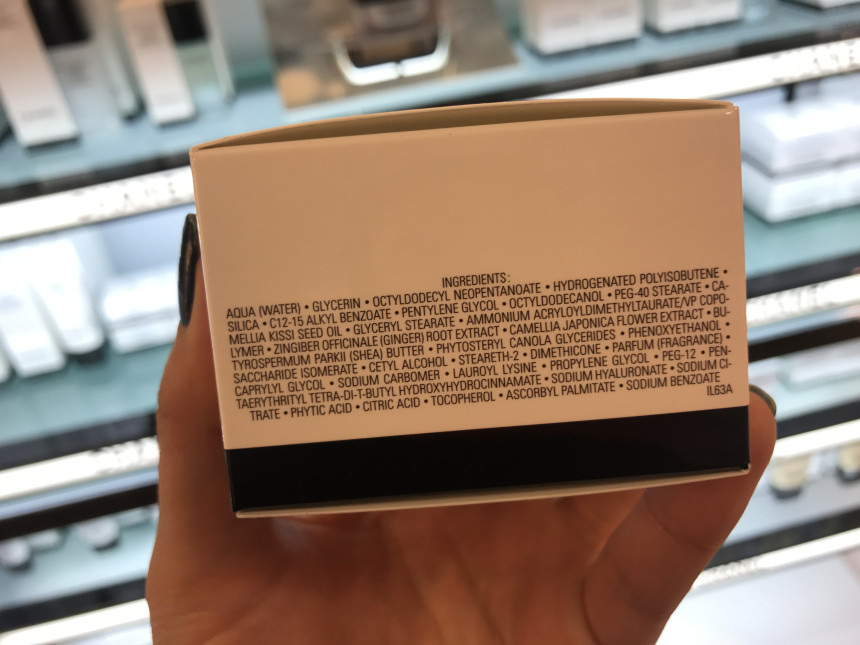 INGREDIENTS:
AQUA (WATER) • GLYCERIN • OCTYLDODECYL NEOPENTANOATE • HYDROGENATED POLYISOBUTENE •
SILICA • C12-15 ALKYL BENZOATE • PENTYLENE GLYCOL • OCTYLDODECANOL • PEG-40 STEARATE • CA-
MELLIA KISSI SEED OIL • GLYCERYL STEARATE • AMMONIUM ACRYLOYLDIMETHYLTAURATE/VP COPO-
LYMER • ZINGIBER OFFICINALE (GINGER) ROOT EXTRACT • CAMELLIA JAPONICA FLOWER EXTRACT • BU-
TYROSPERMUM PARKII (SHEA) BUTTER • PHYTOSTERYL CANOLA GLYCERIDES • PHENOXYETHANOL •
SACCHARIDE ISOMERATE • CETYL ALCOHOL • STEARETH-2 • DIMETHICONE • PARFUM (FRAGRANCE) •
CAPRYLYL GLYCOL • SODIUM CARBOMER • LAUROYL LYSINE • PROPYLENE GLYCOL • PEG-12 • PEN-
TAERYTHRITYL TETRA-DI-T-BUTYL HYDROXYHYDROCINNAMATE • SODIUM HYALURONATE • SODIUM CI-
TRATE • PHYTIC ACID • CITRIC ACID • TOCOPHEROL • ASCORBYL PALMITATE • SODIUM BENZOATE
IL63A